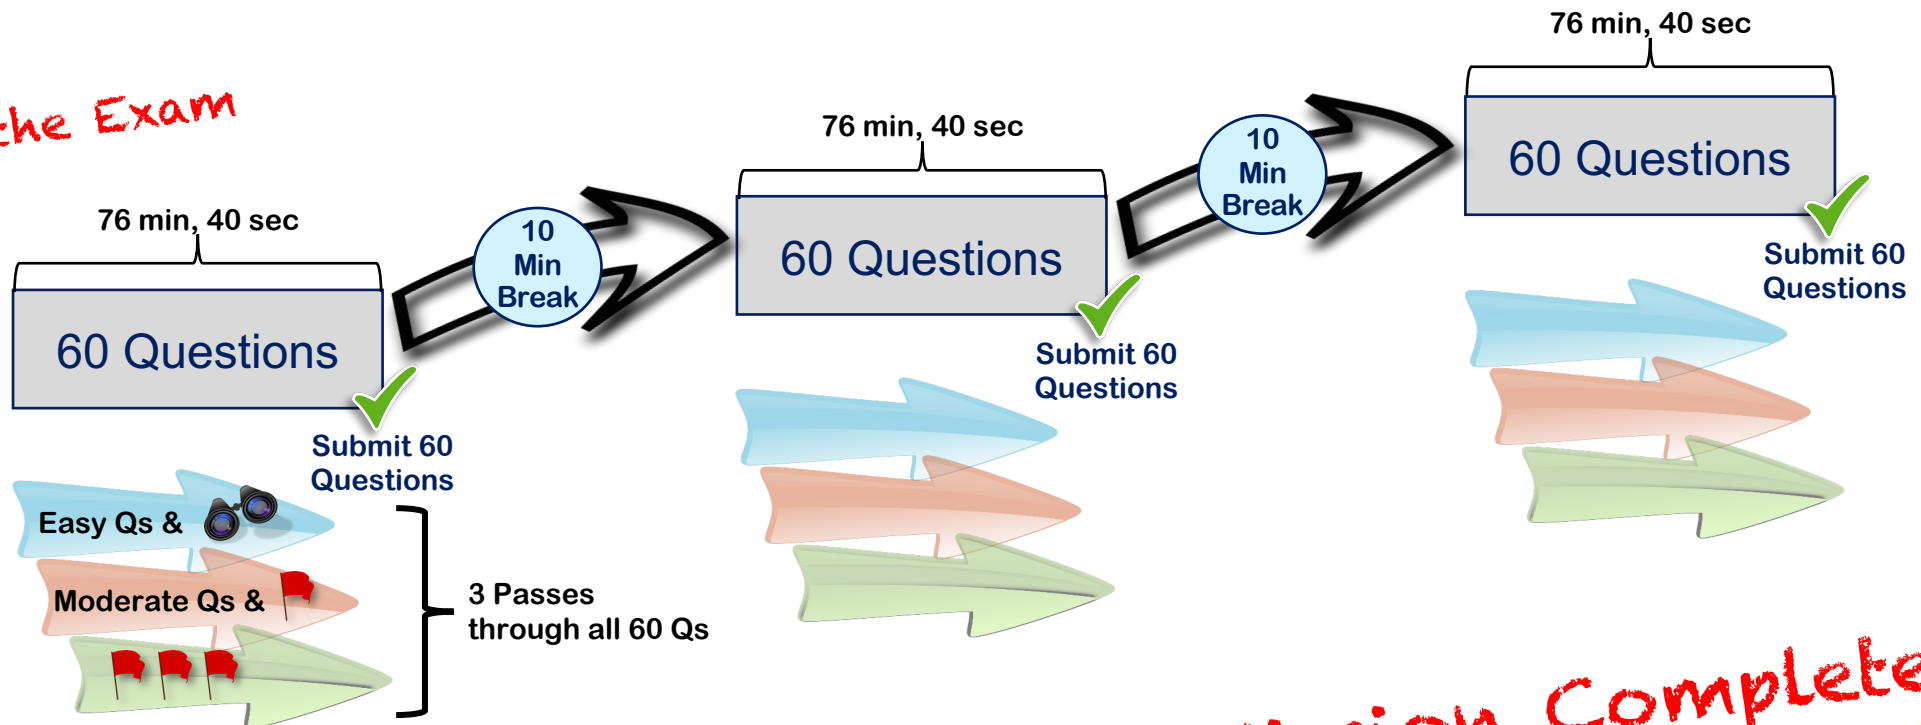 the Exam
76 min, 40 sec
60 Questions
Submit 60
Questions
10
Min
Break
76 min, 40 sec
60 Questions
Submit 60
Questions
10
Min
Break
76 min, 40 sec
60 Questions
Submit 60
Questions
Easy Qs &
Moderate Qs &
3 Passes
through all 60 Qs
Complete